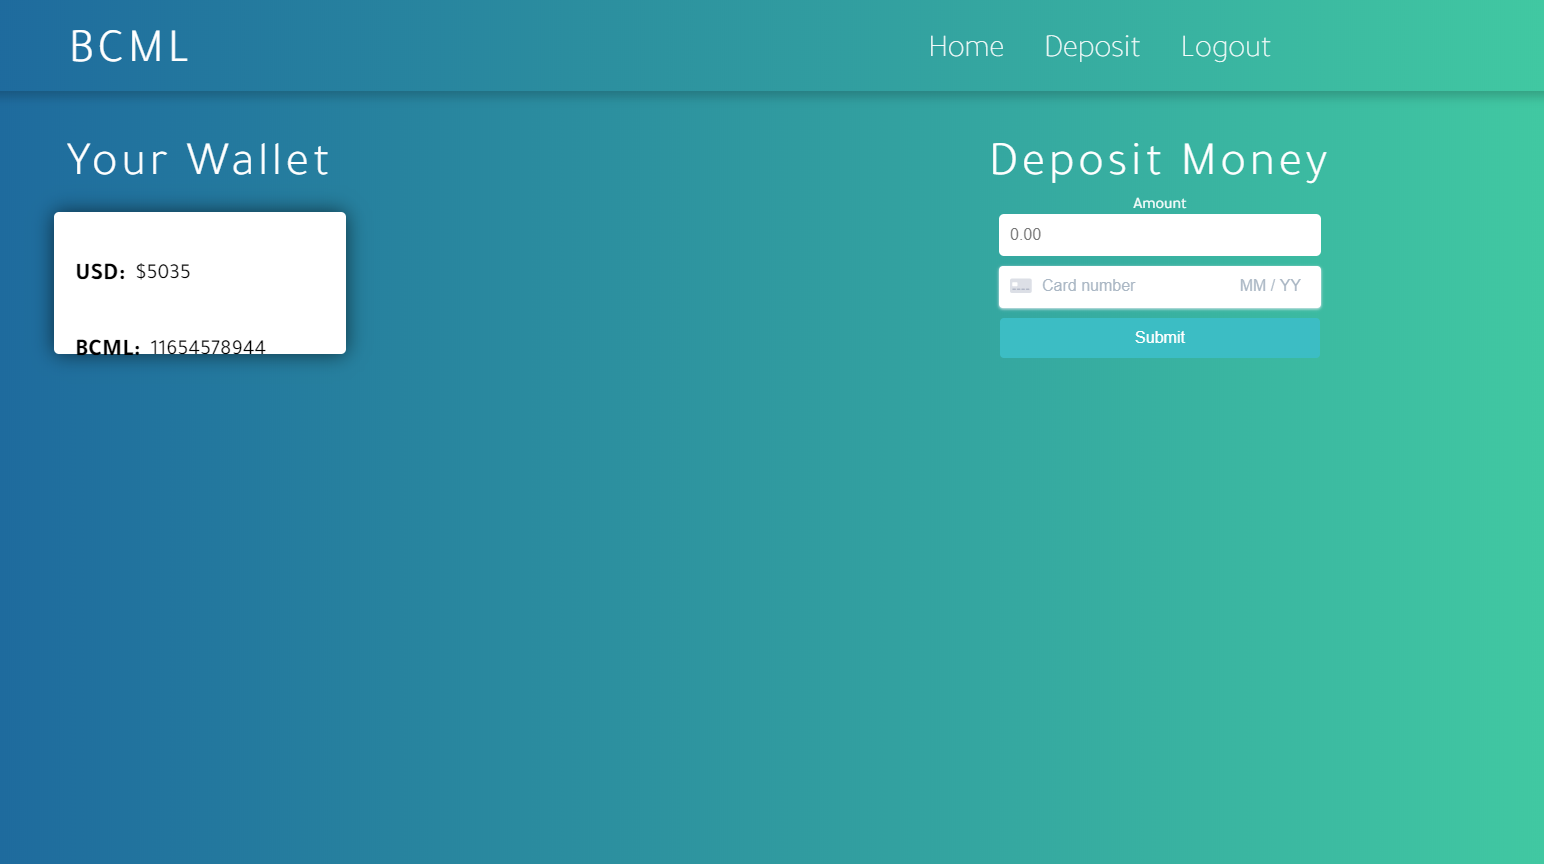 BCML
Home Deposit Logout
Your Wallet
USD: $5035
BCML: 11654578944
Deposit Money
Amount
0.00
Card number MM / YY
Submit